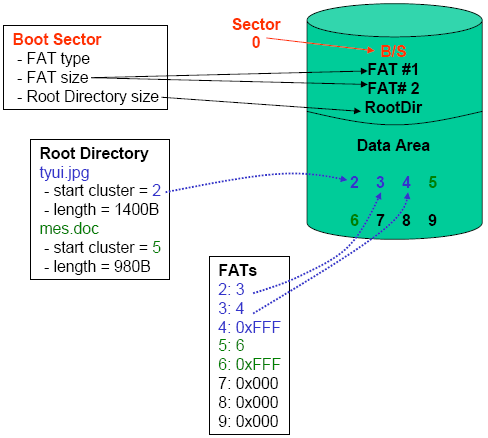 Boot Sector
- FAT type
- FAT size
- Root Directory size
Sector
0
B/S
FAT #1
FAT# 2
RootDir
Data Area
2 3 4 5
6 7 8 9
Root Directory
tyui.jpg
- start cluster = 2
- length = 1400B
mes.doc
- start cluster = 5
- length = 980B
FATs
2: 3
3: 4
4: 0xFFF
5: 6
6: 0xFFF
7: 0x000
8: 0x000
9: 0x000